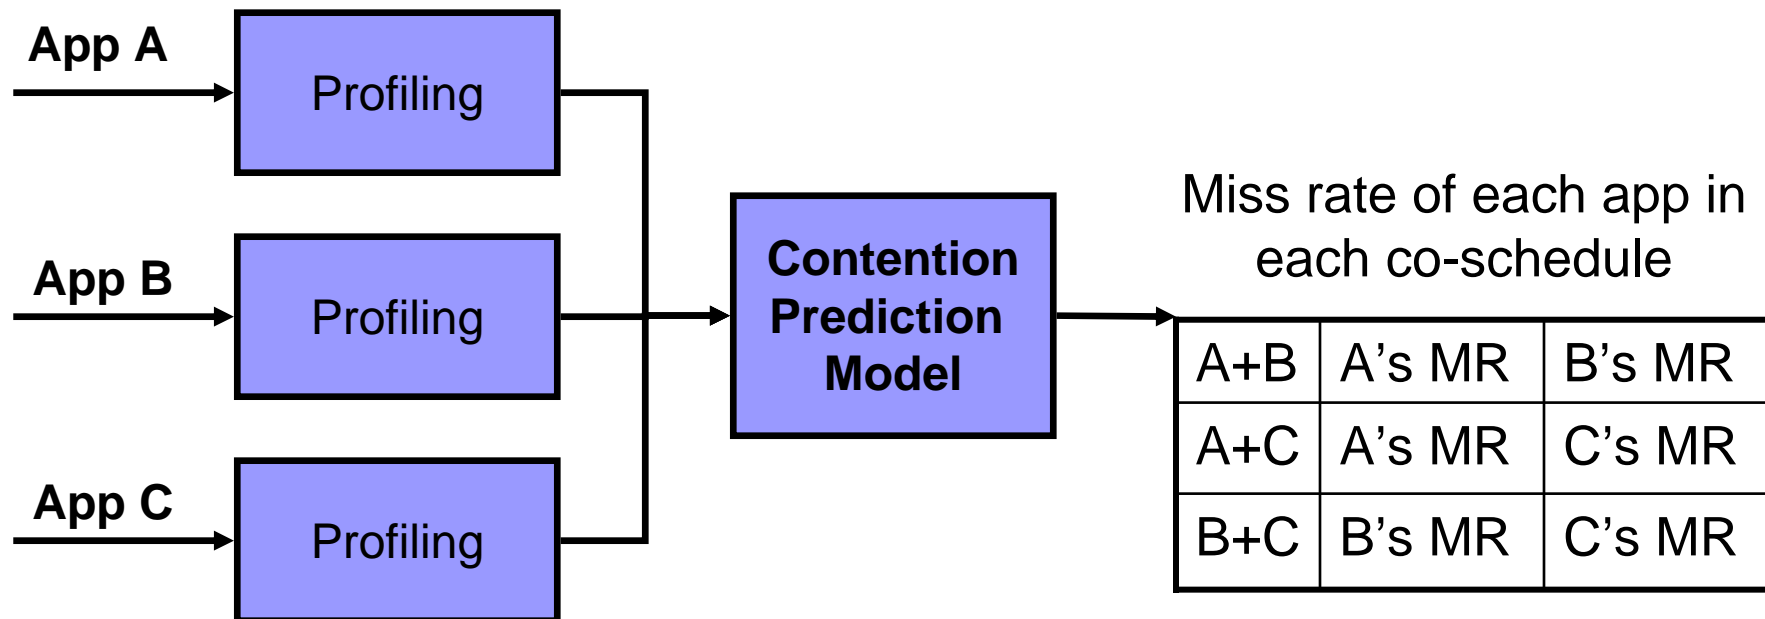 App A
Profiling
App B
Profiling
App C
Profiling
Contention
Prediction
Model
Miss rate of each app in
each co-schedule
A+B A’s MR B’s MR
A+C A’s MR C’s MR
B+C B’s MR C’s MR